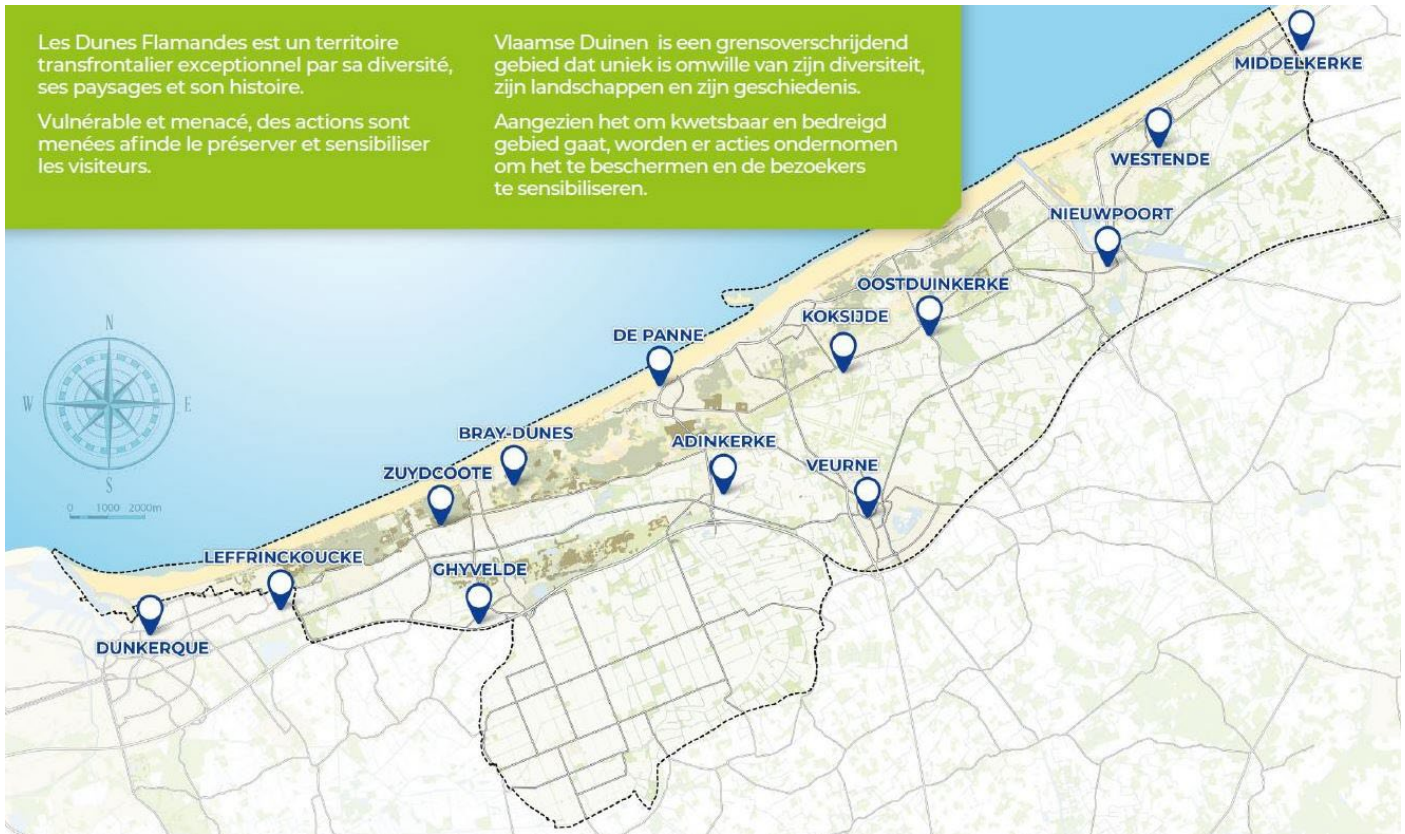 Les Dunes Flamandes est un territoire
transfrontalier exceptionnel par sa diversité,
ses paysages et son histoire.
Vulnérable et menacé, des actions sont
menées afinde le préserver et sensibiliser
les visiteurs.
Vlaamse Duinen is een grensoverschrijdend
gebied dat uniek is omwille van zijn diversiteit,
zijn landschappen en zijn geschiedenis.
Aangezien het om kwetsbaar en bedreigd
gebied gaat, worden er acties ondernomen
om het te beschermen en de bezoekers
te sensibiliseren.
MIDDELKERKE
WESTENDE
NIEUWPOORT
OOSTDUINKERKE
KOKSIJDE
DE PANNE
BRAY-DUNES
ADINKERKE
ZUYDCOOTE
VEURNE
LEFFRINCKOUCKE
GHYVELDE
DUNKERQUE
N
W
E
S
0 1000 2000m